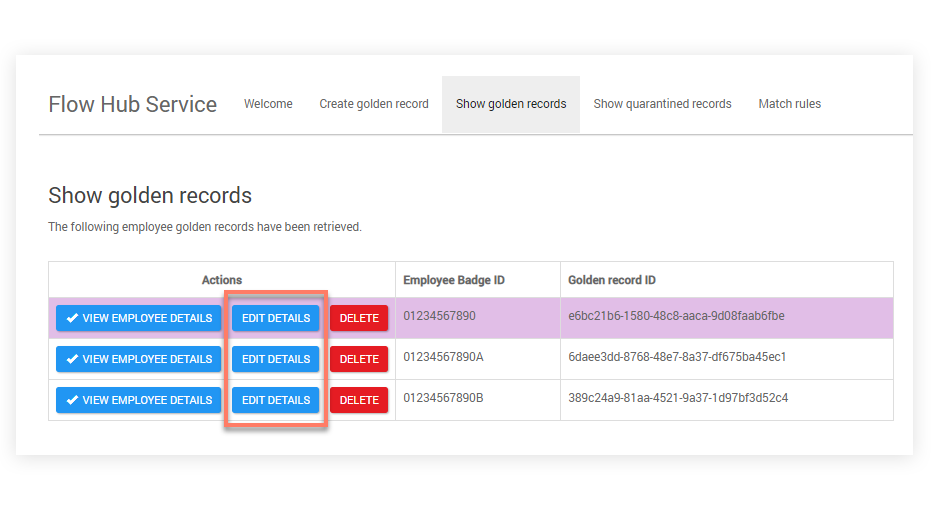 Flow Hub Service Welcome Create golden record Show golden records Show quarantined records Match rules
Show golden records
The following employee golden records have been retrieved.
Actions Employee Badge ID Golden record ID
VIEW EMPLOYEE DETAILS EDIT DETAILS DELETE 01234567890 e6bc21b6-1580-48c8-aaca-9d08faab6fbe
VIEW EMPLOYEE DETAILS EDIT DETAILS DELETE 01234567890A 6daee3dd-8768-48e7-8a37-df675ba45ec1
VIEW EMPLOYEE DETAILS EDIT DETAILS DELETE 01234567890B 389c24a9-81aa-4521-9a37-1d97bf3d52c4